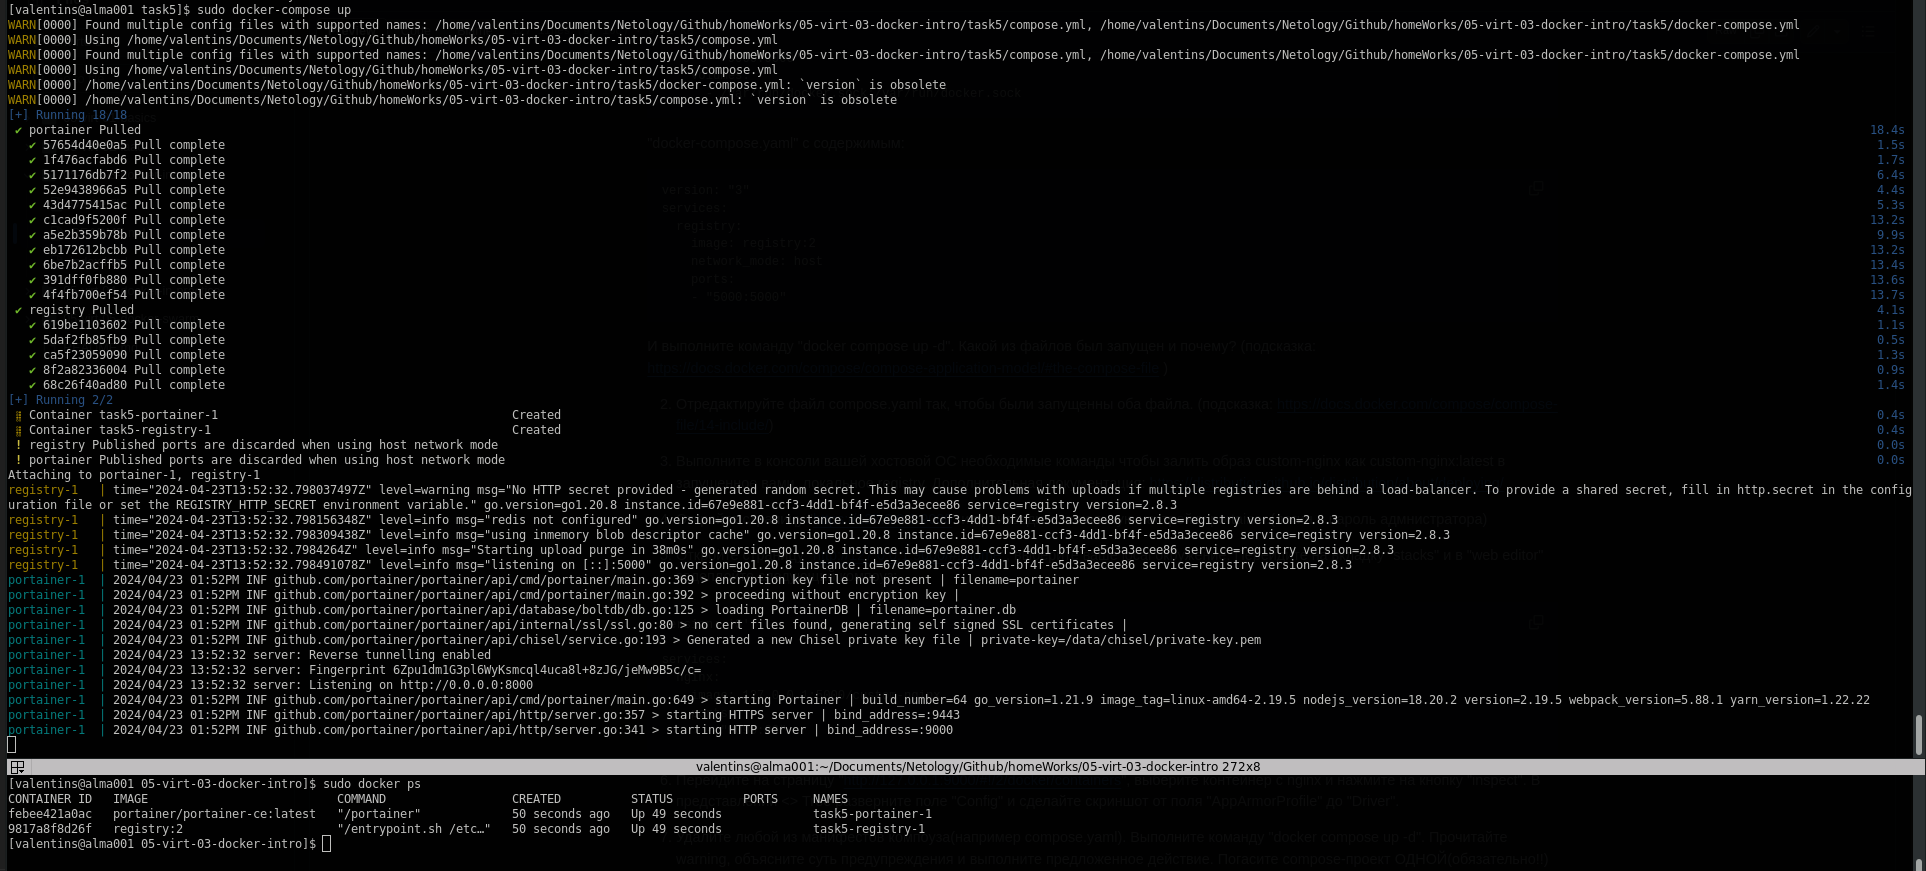 [valentins@alma001 task5]$ sudo docker-compose up
WARN[0000] Found multiple config files with supported names: /home/valentins/Documents/Netology/Github/homeWorks/05-virt-03-docker-intro/task5/compose.yml, /home/valentins/Documents/Netology/Github/homeWorks/05-virt-03-docker-intro/task5/docker-compose.yml
WARN[0000] Using /home/valentins/Documents/Netology/Github/homeWorks/05-virt-03-docker-intro/task5/compose.yml
WARN[0000] Found multiple config files with supported names: /home/valentins/Documents/Netology/Github/homeWorks/05-virt-03-docker-intro/task5/compose.yml, /home/valentins/Documents/Netology/Github/homeWorks/05-virt-03-docker-intro/task5/docker-compose.yml
WARN[0000] Using /home/valentins/Documents/Netology/Github/homeWorks/05-virt-03-docker-intro/task5/compose.yml
WARN[0000] /home/valentins/Documents/Netology/Github/homeWorks/05-virt-03-docker-intro/task5/docker-compose.yml: `version` is obsolete
WARN[0000] /home/valentins/Documents/Netology/Github/homeWorks/05-virt-03-docker-intro/task5/compose.yml: `version` is obsolete
[+] Running 18/18
✔ portainer Pulled 18.4s
✔ 57654d40e0a5 Pull complete 1.5s
✔ 1f476acfabd6 Pull complete 1.7s
✔ 5171176db7f2 Pull complete 6.4s
✔ 52e9438966a5 Pull complete 4.4s
✔ 43d4775415ac Pull complete 5.3s
✔ c1cad9f5200f Pull complete 13.2s
✔ a5e2b359b78b Pull complete 9.9s
✔ eb172612bcbb Pull complete 13.2s
✔ 6be7b2acffb5 Pull complete 13.4s
✔ 391dff0fb880 Pull complete 13.6s
✔ 4f4fb700ef54 Pull complete 13.7s
✔ registry Pulled 4.1s
✔ 619be1103602 Pull complete 1.1s
✔ 5daf2fb85fb9 Pull complete 0.5s
✔ ca5f23059090 Pull complete 1.3s
✔ 8f2a82336004 Pull complete 0.9s
✔ 68c26f40ad80 Pull complete 1.4s
[+] Running 2/2
Container task5-portainer-1 Created 0.4s
Container task5-registry-1 Created 0.4s
! registry Published ports are discarded when using host network mode 0.0s
! portainer Published ports are discarded when using host network mode 0.0s
Attaching to portainer-1, registry-1
registry-1 | time="2024-04-23T13:52:32.798037497Z" level=warning msg="No HTTP secret provided - generated random secret. This may cause problems with uploads if multiple registries are behind a load-balancer. To provide a shared secret, fill in http.secret in the config
uration file or set the REGISTRY_HTTP_SECRET environment variable." go.version=go1.20.8 instance.id=67e9e881-ccf3-4dd1-bf4f-e5d3a3ecee86 service=registry version=2.8.3
registry-1 | time="2024-04-23T13:52:32.798156348Z" level=info msg="redis not configured" go.version=go1.20.8 instance.id=67e9e881-ccf3-4dd1-bf4f-e5d3a3ecee86 service=registry version=2.8.3
registry-1 | time="2024-04-23T13:52:32.798309438Z" level=info msg="using inmemory blob descriptor cache" go.version=go1.20.8 instance.id=67e9e881-ccf3-4dd1-bf4f-e5d3a3ecee86 service=registry version=2.8.3
registry-1 | time="2024-04-23T13:52:32.7984264Z" level=info msg="Starting upload purge in 38m0s" go.version=go1.20.8 instance.id=67e9e881-ccf3-4dd1-bf4f-e5d3a3ecee86 service=registry version=2.8.3
registry-1 | time="2024-04-23T13:52:32.798491078Z" level=info msg="listening on [::]:5000" go.version=go1.20.8 instance.id=67e9e881-ccf3-4dd1-bf4f-e5d3a3ecee86 service=registry version=2.8.3
portainer-1 | 2024/04/23 01:52PM INF github.com/portainer/portainer/api/cmd/portainer/main.go:369 > encryption key file not present | filename=portainer
portainer-1 | 2024/04/23 01:52PM INF github.com/portainer/portainer/api/cmd/portainer/main.go:392 > proceeding without encryption key |
portainer-1 | 2024/04/23 01:52PM INF github.com/portainer/portainer/api/database/boltdb/db.go:125 > loading PortainerDB | filename=portainer.db
portainer-1 | 2024/04/23 01:52PM INF github.com/portainer/portainer/api/internal/ssl/ssl.go:80 > no cert files found, generating self signed SSL certificates |
portainer-1 | 2024/04/23 01:52PM INF github.com/portainer/portainer/api/chisel/service.go:193 > Generated a new Chisel private key file | private-key=/data/chisel/private-key.pem
portainer-1 | 2024/04/23 13:52:32 server: Reverse tunnelling enabled
portainer-1 | 2024/04/23 13:52:32 server: Fingerprint 6Zpu1dm1G3pl6WyKsmcql4uca8l+8zJG/jeMw9B5c/c=
portainer-1 | 2024/04/23 13:52:32 server: Listening on http://0.0.0.0:8000
portainer-1 | 2024/04/23 01:52PM INF github.com/portainer/portainer/api/cmd/portainer/main.go:649 > starting Portainer | build_number=64 go_version=1.21.9 image_tag=linux-amd64-2.19.5 nodejs_version=18.20.2 version=2.19.5 webpack_version=5.88.1 yarn_version=1.22.22
portainer-1 | 2024/04/23 01:52PM INF github.com/portainer/portainer/api/http/server.go:357 > starting HTTPS server | bind_address=:9443
portainer-1 | 2024/04/23 01:52PM INF github.com/portainer/portainer/api/http/server.go:341 > starting HTTP server | bind_address=:9000
valentins@alma001:~/Documents/Netology/Github/homeWorks/05-virt-03-docker-intro 272x8
[valentins@alma001 05-virt-03-docker-intro]$ sudo docker ps
CONTAINER ID IMAGE COMMAND CREATED STATUS PORTS NAMES
febee421a0ac portainer/portainer-ce:latest "/portainer" 50 seconds ago Up 49 seconds task5-portainer-1
9817a8f8d26f registry:2 "/entrypoint.sh /etc…" 50 seconds ago Up 49 seconds task5-registry-1
[valentins@alma001 05-virt-03-docker-intro]$